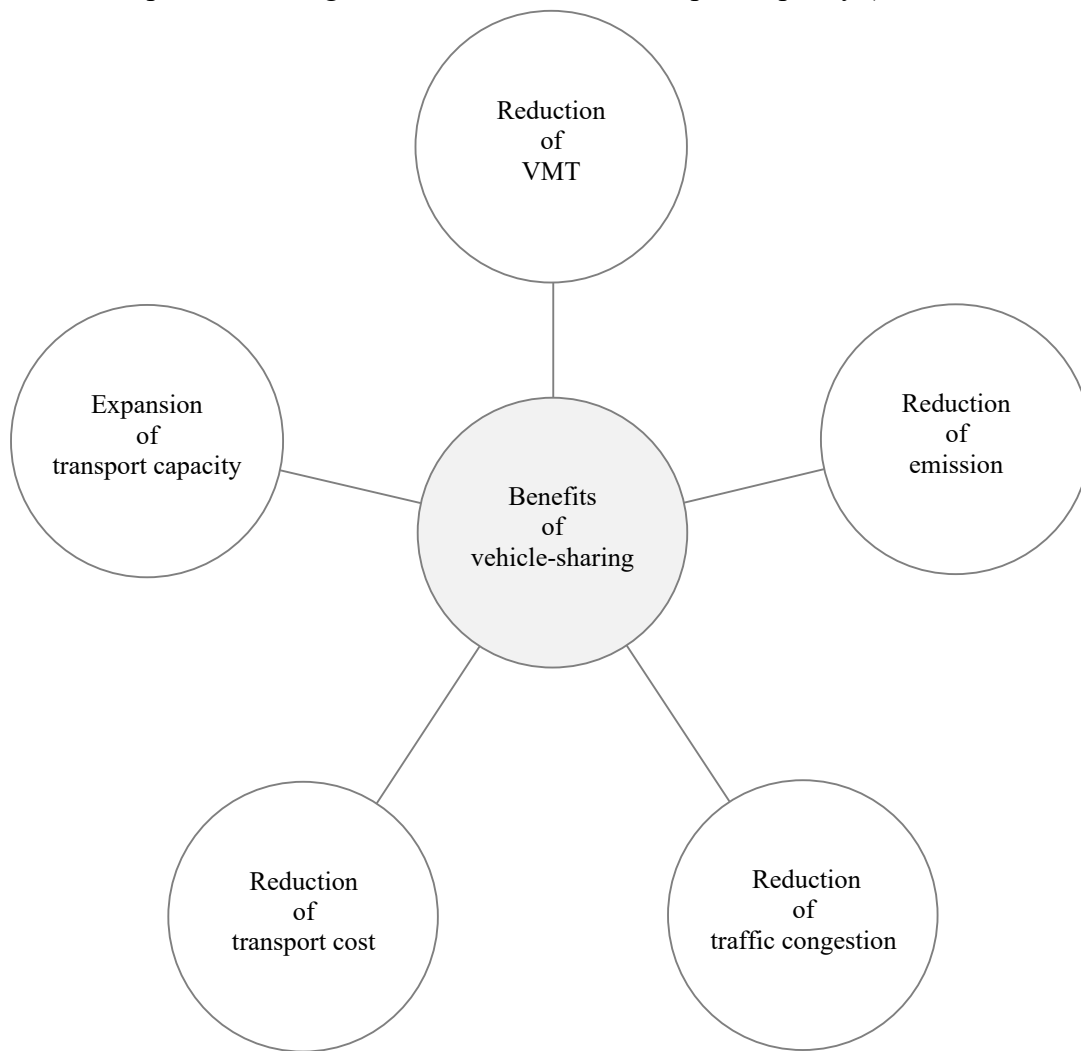 Reduction
of
VMT
Expansion
of
transport capacity
Reduction
of
emission
Benefits
of
vehicle-sharing
Reduction
of
transport cost
Reduction
of
traffic congestion